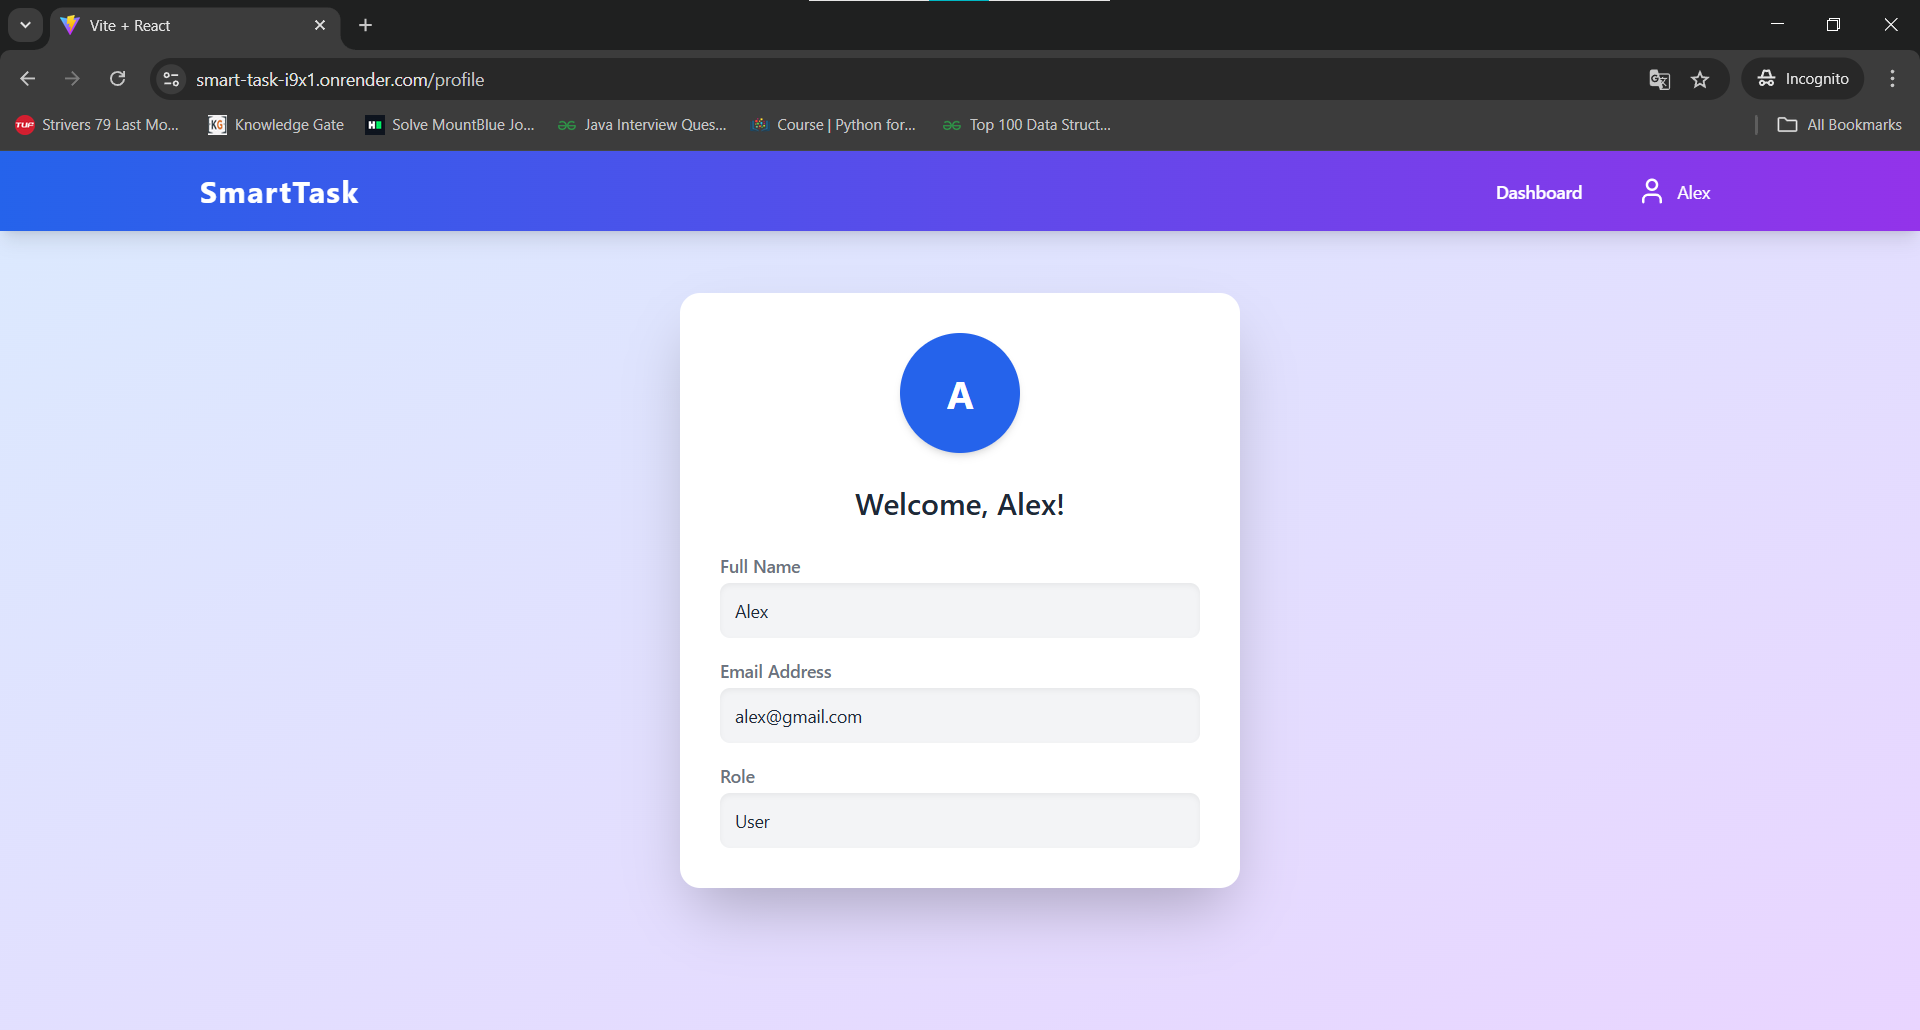 Vite + React
smart-task-i9x1.onrender.com/profile
Incognito
TUF Strivers 79 Last Mo...
KG Knowledge Gate
H Solve MountBlue Jo...
Java Interview Ques...
Course | Python for...
Top 100 Data Struct...
All Bookmarks
SmartTask
Dashboard
Alex
A
Welcome, Alex!
Full Name
Alex
Email Address
alex@gmail.com
Role
User